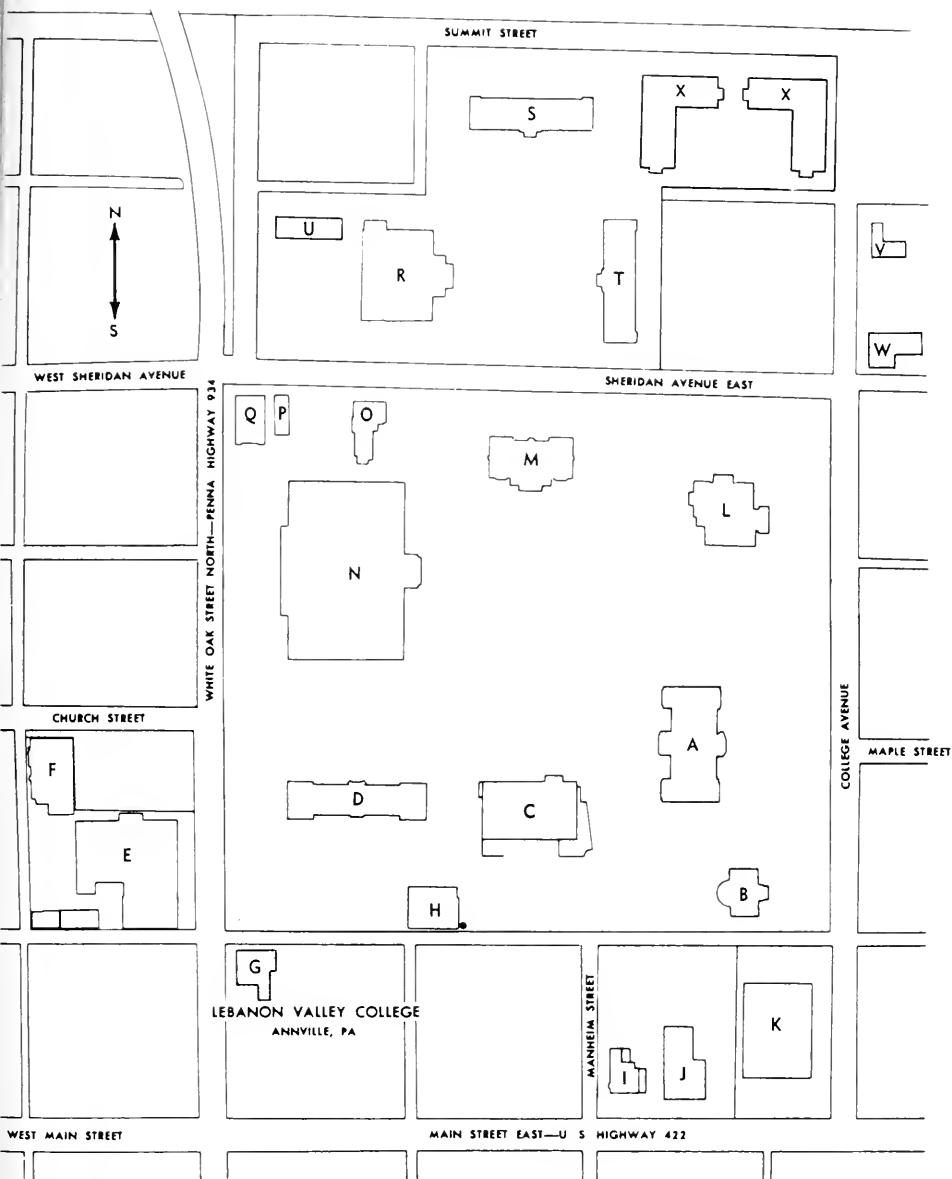 SUMMIT STREET
X
X
S
N
S
U
V
R
T
W
WEST SHERIDAN AVENUE
SHERIDAN AVENUE EAST
WHITE OAK STREET NORTH—PENNA HIGHWAY 934
Q
P
O
M
L
N
CHURCH STREET
COLLEGE AVENUE
MAPLE STREET
A
F
D
C
E
B
H
G
LEBANON VALLEY COLLEGE
ANNVILLE, PA
MANHEIM STREET
K
I
J
WEST MAIN STREET
MAIN STREET EAST—U S HIGHWAY 422